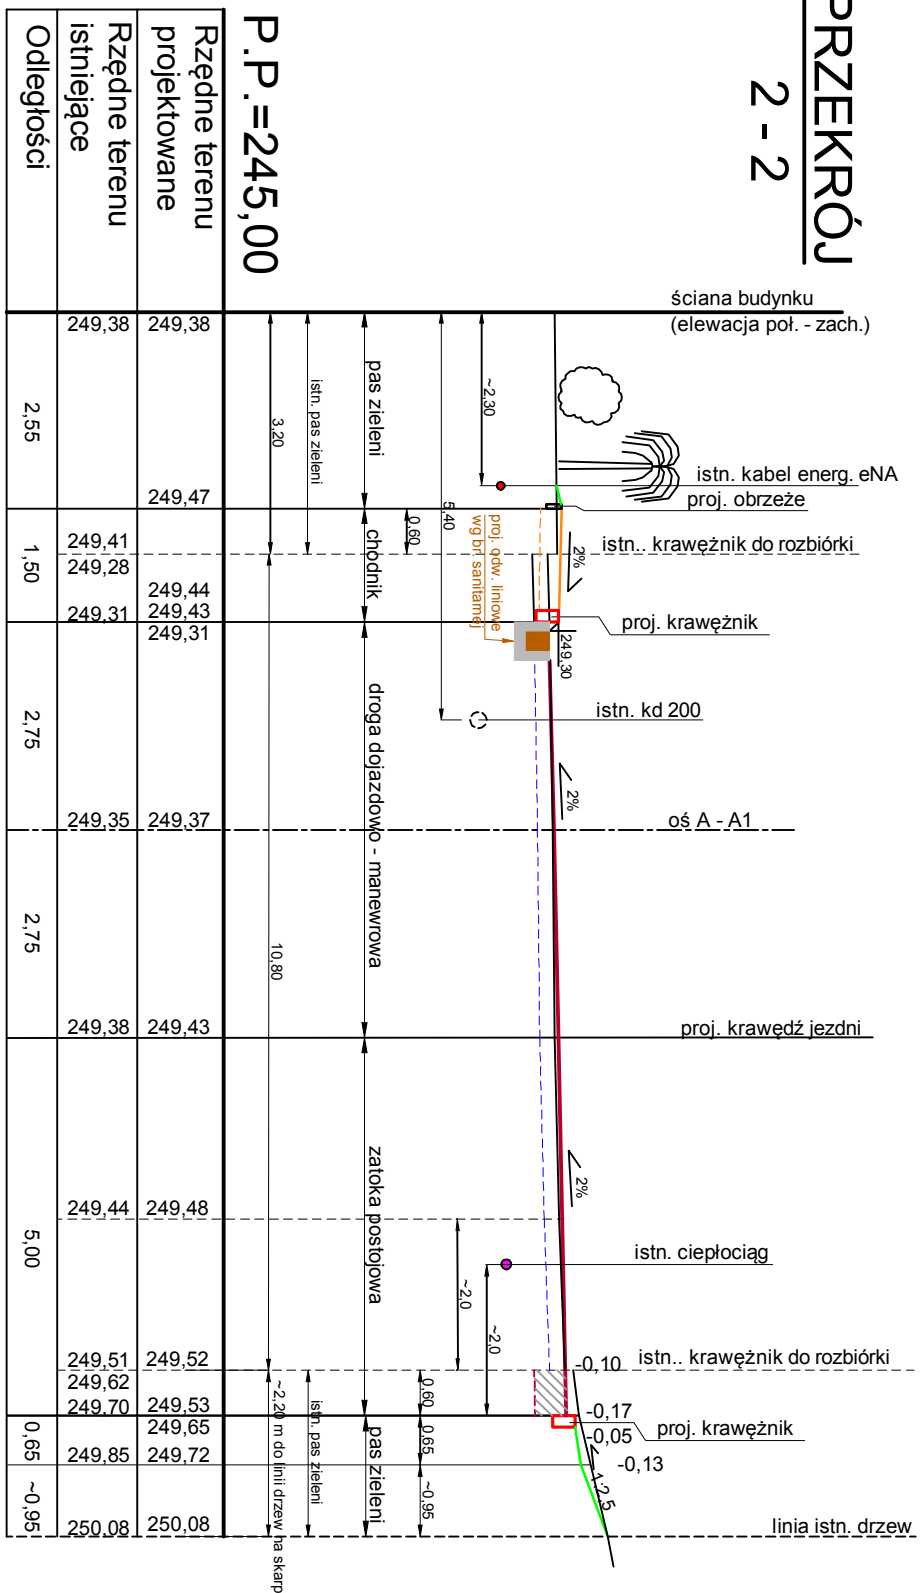 PRZEKRÓJ
2 - 2
P.P.=245,00
Rzędne terenu
projektowane
Rzędne terenu
istniejące
Odległości
ściana budynku
(elewacja poł. - zach.)
istn. kabel energ. eNA
proj. obrzeże
istn.. krawężnik do rozbiórki
proj. krawężnik
istn. kd 200
oś A - A1
proj. krawędź jezdni
istn. ciepłociąg
istn.. krawężnik do rozbiórki
proj. krawężnik
linia istn. drzew
2%
249,30
2%
2%
-0,10
-0,17
-0,05
-0,13
1:2,5
~2,30
5,40
proj. odw. liniowe
wg br. sanitarnej
0,60
~2,0
~2,0
0,60
0,65
~0,95
pas zieleni
chodnik
droga dojazdowo - manewrowa
zatoka postojowa
pas zieleni
istn. pas zieleni
istn. pas zieleni
3,20
10,80
~2,20 m do linii drzew na skarp
249,38
249,47
249,44
249,43
249,31
249,37
249,43
249,48
249,52
249,53
249,65
249,72
250,08
249,38
249,41
249,28
249,31
249,35
249,38
249,44
249,51
249,62
249,70
249,85
250,08
2,55
1,50
2,75
2,75
5,00
0,65
~0,95